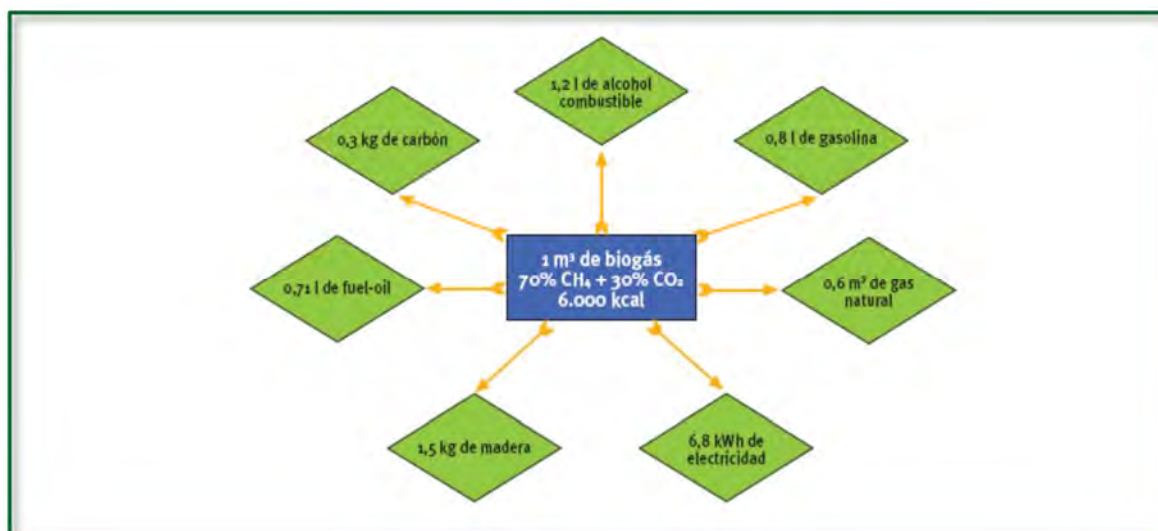 1,2 l de alcohol
combustible
0,3 kg de carbón
0,8 l de gasolina
1 m³ de biogás
70% CH₄ + 30% CO₂
6.000 kcal
0,71 l de fuel-oil
0,6 m³ de gas
natural
1,5 kg de madera
6,8 kWh de
electricidad